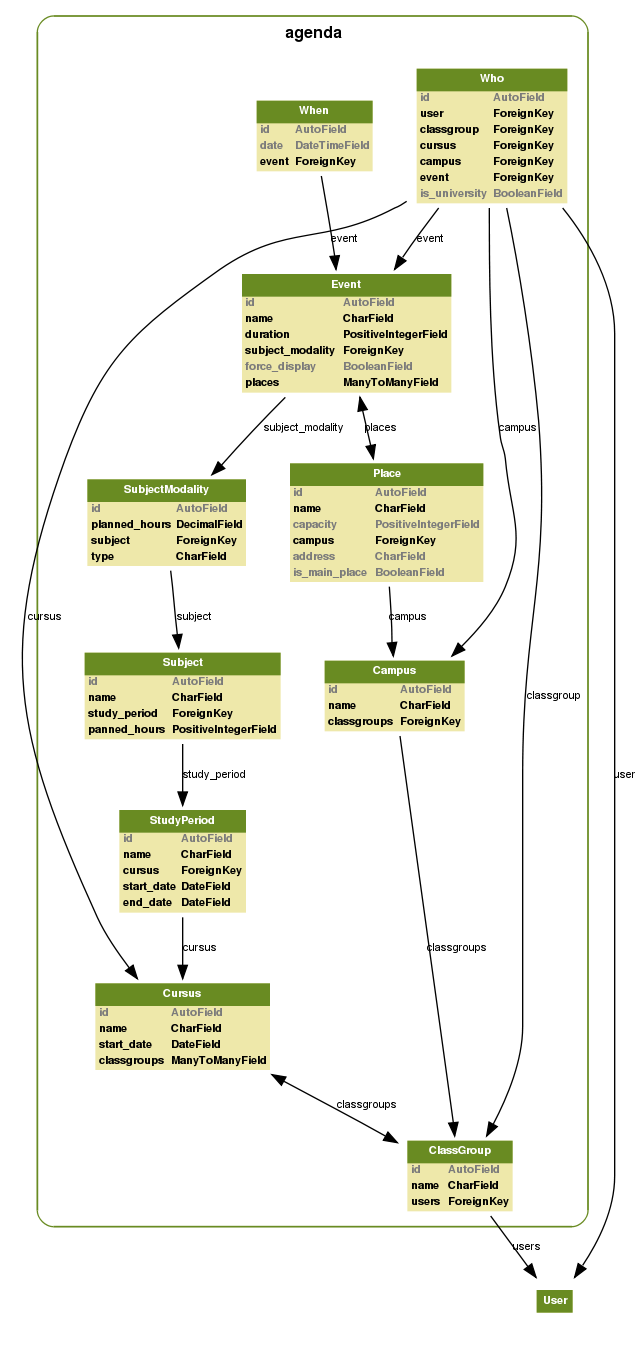 agenda
Who
id AutoField
user ForeignKey
classgroup ForeignKey
cursus ForeignKey
campus ForeignKey
event ForeignKey
is_university BooleanField
When
id AutoField
date DateTimeField
event ForeignKey
event
event
Event
id AutoField
name CharField
duration PositiveIntegerField
subject_modality ForeignKey
force_display BooleanField
places ManyToManyField
subject_modality
places
campus
SubjectModality
id AutoField
planned_hours DecimalField
subject ForeignKey
type CharField
Place
id AutoField
name CharField
capacity PositiveIntegerField
campus ForeignKey
address CharField
is_main_place BooleanField
cursus
subject
campus
Subject
id AutoField
name CharField
study_period ForeignKey
panned_hours PositiveIntegerField
Campus
id AutoField
name CharField
classgroups ForeignKey
classgroup
study_period
user
StudyPeriod
id AutoField
name CharField
cursus ForeignKey
start_date DateField
end_date DateField
cursus
classgroups
Cursus
id AutoField
name CharField
start_date DateField
classgroups ManyToManyField
classgroups
ClassGroup
id AutoField
name CharField
users ForeignKey
users
User